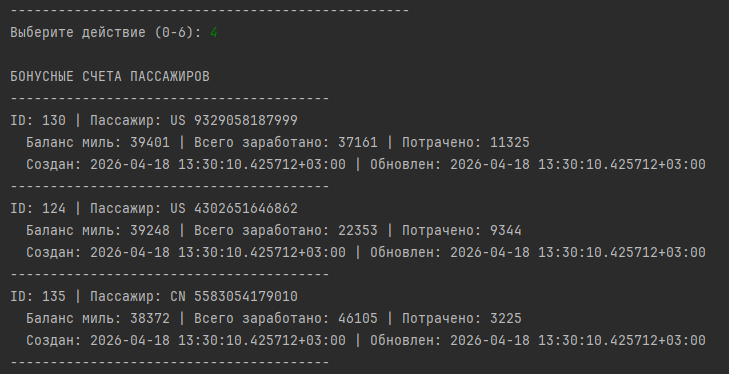 --------------------------------------------------
Выберите действие (0-6): 4
БОНУСНЫЕ СЧЕТА ПАССАЖИРОВ
----------------------------------------
ID: 130 | Пассажир: US 9329058187999
Баланс миль: 39401 | Всего заработано: 37161 | Потрачено: 11325
Создан: 2026-04-18 13:30:10.425712+03:00 | Обновлен: 2026-04-18 13:30:10.425712+03:00
----------------------------------------
ID: 124 | Пассажир: US 4302651646862
Баланс миль: 39248 | Всего заработано: 22353 | Потрачено: 9344
Создан: 2026-04-18 13:30:10.425712+03:00 | Обновлен: 2026-04-18 13:30:10.425712+03:00
----------------------------------------
ID: 135 | Пассажир: CN 5583054179010
Баланс миль: 38372 | Всего заработано: 46105 | Потрачено: 3225
Создан: 2026-04-18 13:30:10.425712+03:00 | Обновлен: 2026-04-18 13:30:10.425712+03:00
----------------------------------------